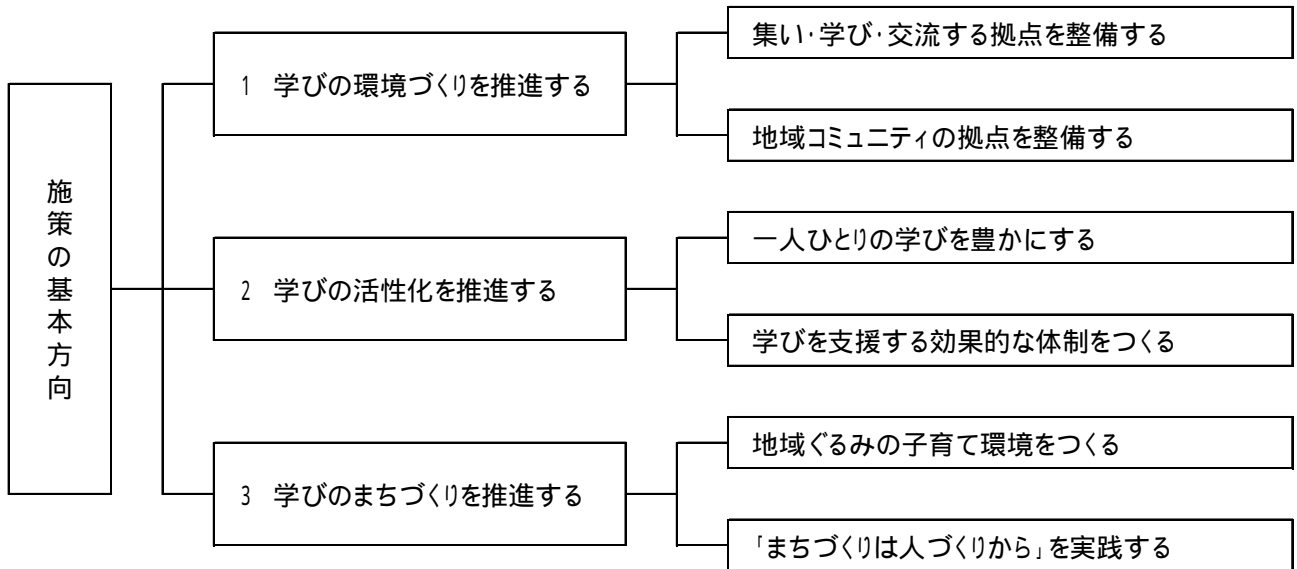 施策の基本方向
1 学びの環境づくりを推進する
集い・学び・交流する拠点を整備する
地域コミュニティの拠点を整備する
2 学びの活性化を推進する
一人ひとりの学びを豊かにする
学びを支援する効果的な体制をつくる
3 学びのまちづくりを推進する
地域ぐるみの子育て環境をつくる
「まちづくりは人づくりから」を実践する